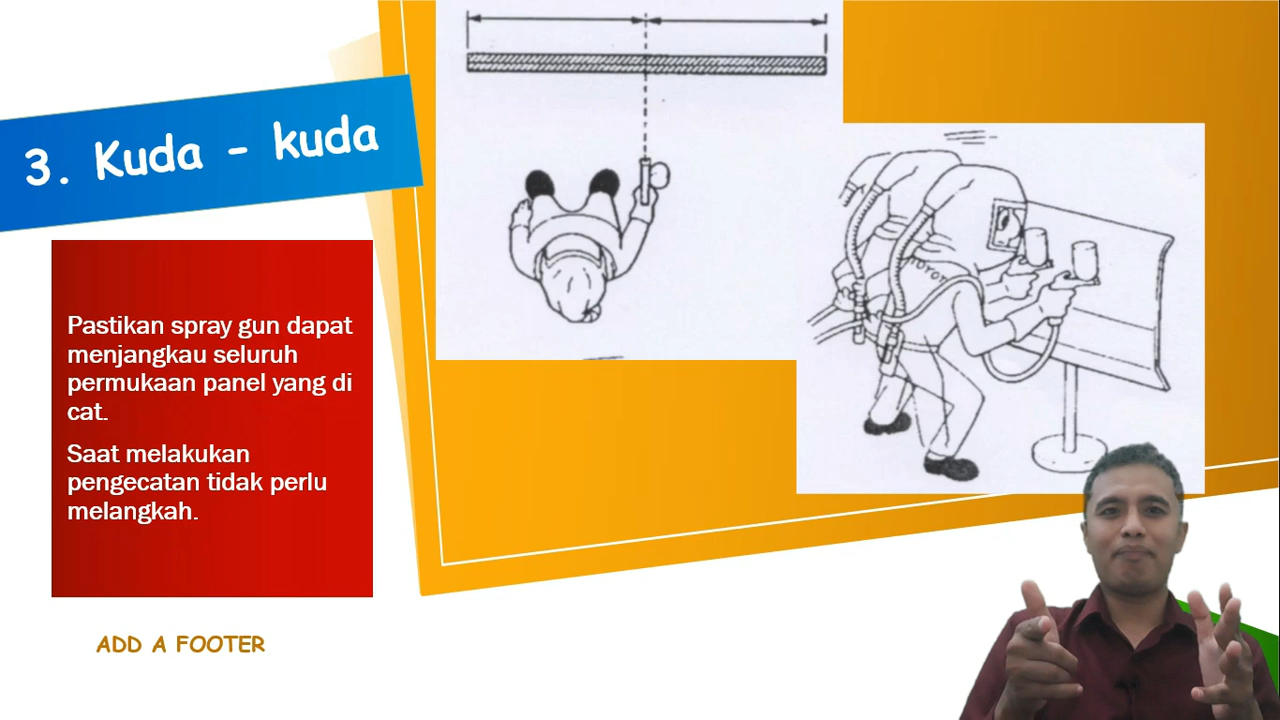 3. Kuda - kuda
Pastikan spray gun dapat
menjangkau seluruh
permukaan panel yang di
cat.
Saat melakukan
pengecatan tidak perlu
melangkah.
ADD A FOOTER